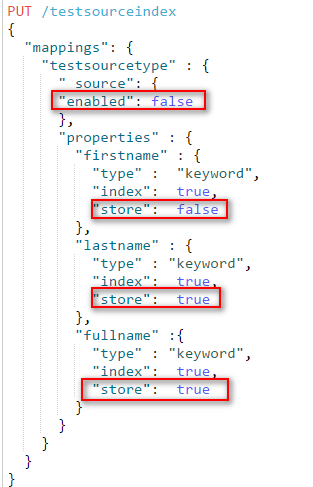 PUT /testsourceindex
{
"mappings": {
"testsourcetype" : {
"_source": {
"enabled": false
},
"properties" : {
"firstname" : {
"type" : "keyword",
"index": true,
"store": false
},
"lastname" : {
"type" : "keyword",
"index": true,
"store": true
},
"fullname" :{
"type" : "keyword",
"index": true,
"store": true
}
}
}
}
}